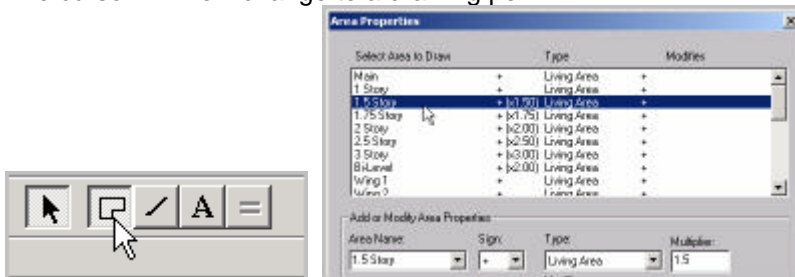 Area Properties
Select Area to Draw Type Modifies
Main + Living Area +
1 Story + Living Area +
1.5 Story + (x1.50) Living Area +
1.75 Story + (x1.75) Living Area +
2 Story + (x2.00) Living Area +
2.5 Story + (x2.50) Living Area +
3 Story + (x3.00) Living Area +
Bi-Level + (x2.00) Living Area +
Wing 1 + Living Area +
Wing 2 + Living Area +
Add or Modify Area Properties
Area Name: Sign: Type: Multiplier:
1.5 Story + Living Area 1.5
A =